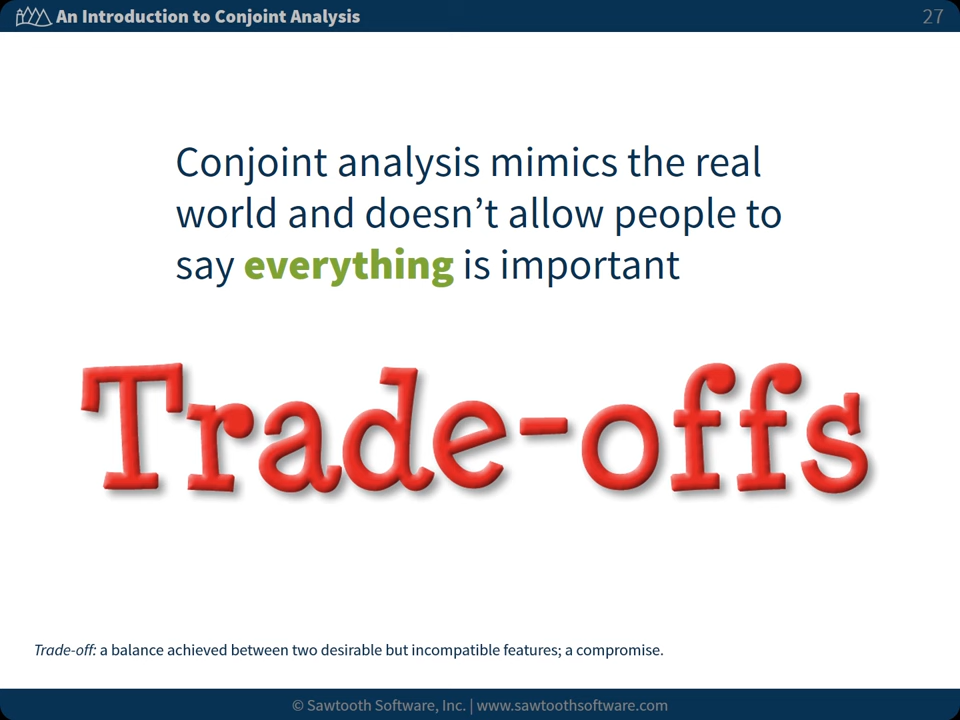 An Introduction to Conjoint Analysis
27
Conjoint analysis mimics the real
world and doesn’t allow people to
say everything is important
Trade-offs
Trade-off: a balance achieved between two desirable but incompatible features; a compromise.
© Sawtooth Software, Inc. | www.sawtoothsoftware.com